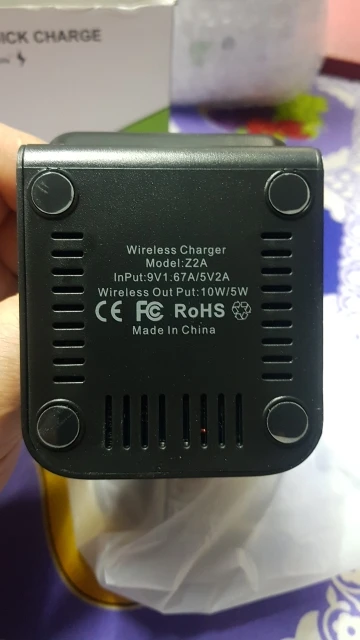 ICK CHARGE
Wireless Charger
Model:Z2A
InPut:9V1.67A/5V2A
Wireless Out Put:10W/5W
CE FC RoHS
Made In China